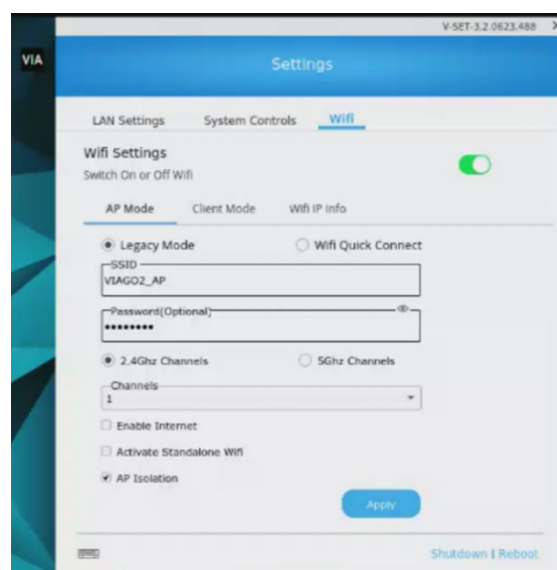 V-SET-3.2.0623.488
VIA
Settings
LAN Settings System Controls Wifi
Wifi Settings
Switch On or Off Wifi
AP Mode Client Mode Wifi IP Info
Legacy Mode Wifi Quick Connect
SSID
VIAGO2_AP
Password(Optional)
••••••••
2.4Ghz Channels 5Ghz Channels
Channels
1
Enable Internet
Activate Standalone Wifi
AP Isolation
Apply
Shutdown | Reboot